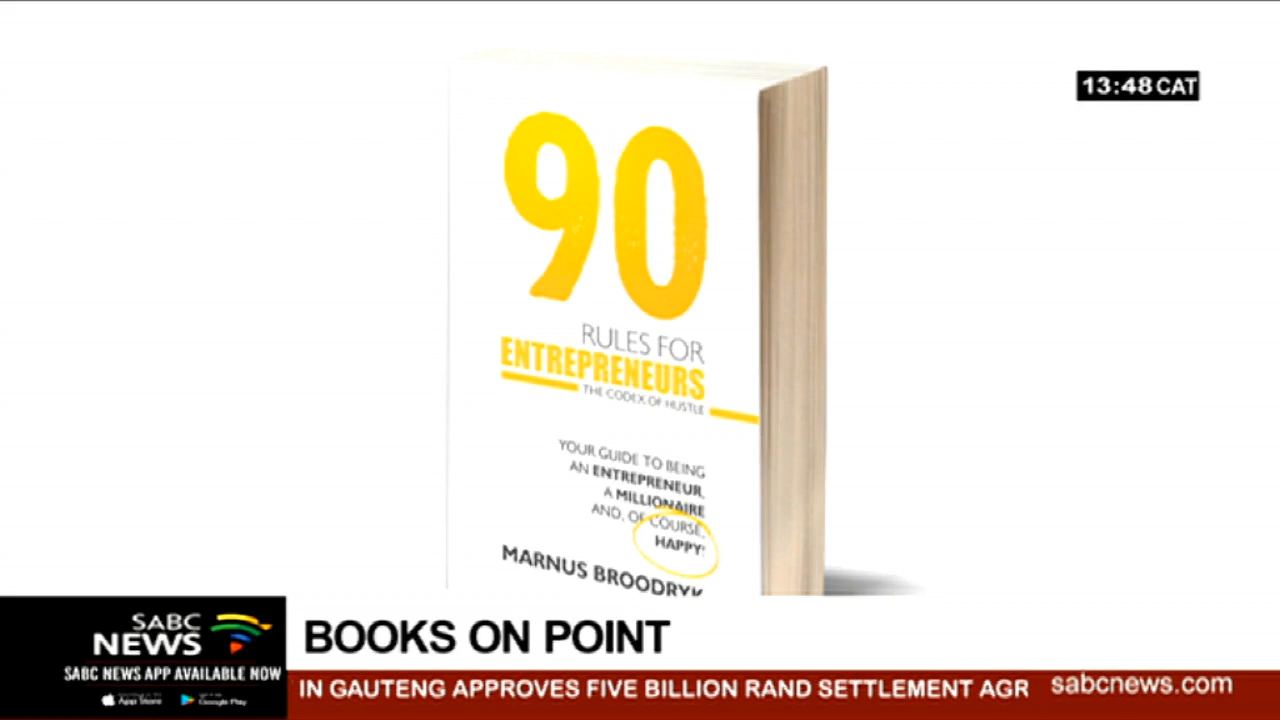 13:48 CAT
90
RULES FOR
ENTREPRENEURS
THE CODEX OF HUSTLE
YOUR GUIDE TO BEING
AN ENTREPRENEUR,
A MILLIONAIRE
AND, OF COURSE,
HAPPY!
MARNUS BROODRYK
SABC
NEWS
SABC NEWS APP AVAILABLE NOW
App Store
Google Play
BOOKS ON POINT
IN GAUTENG APPROVES FIVE BILLION RAND SETTLEMENT AGR
sabcnews.com